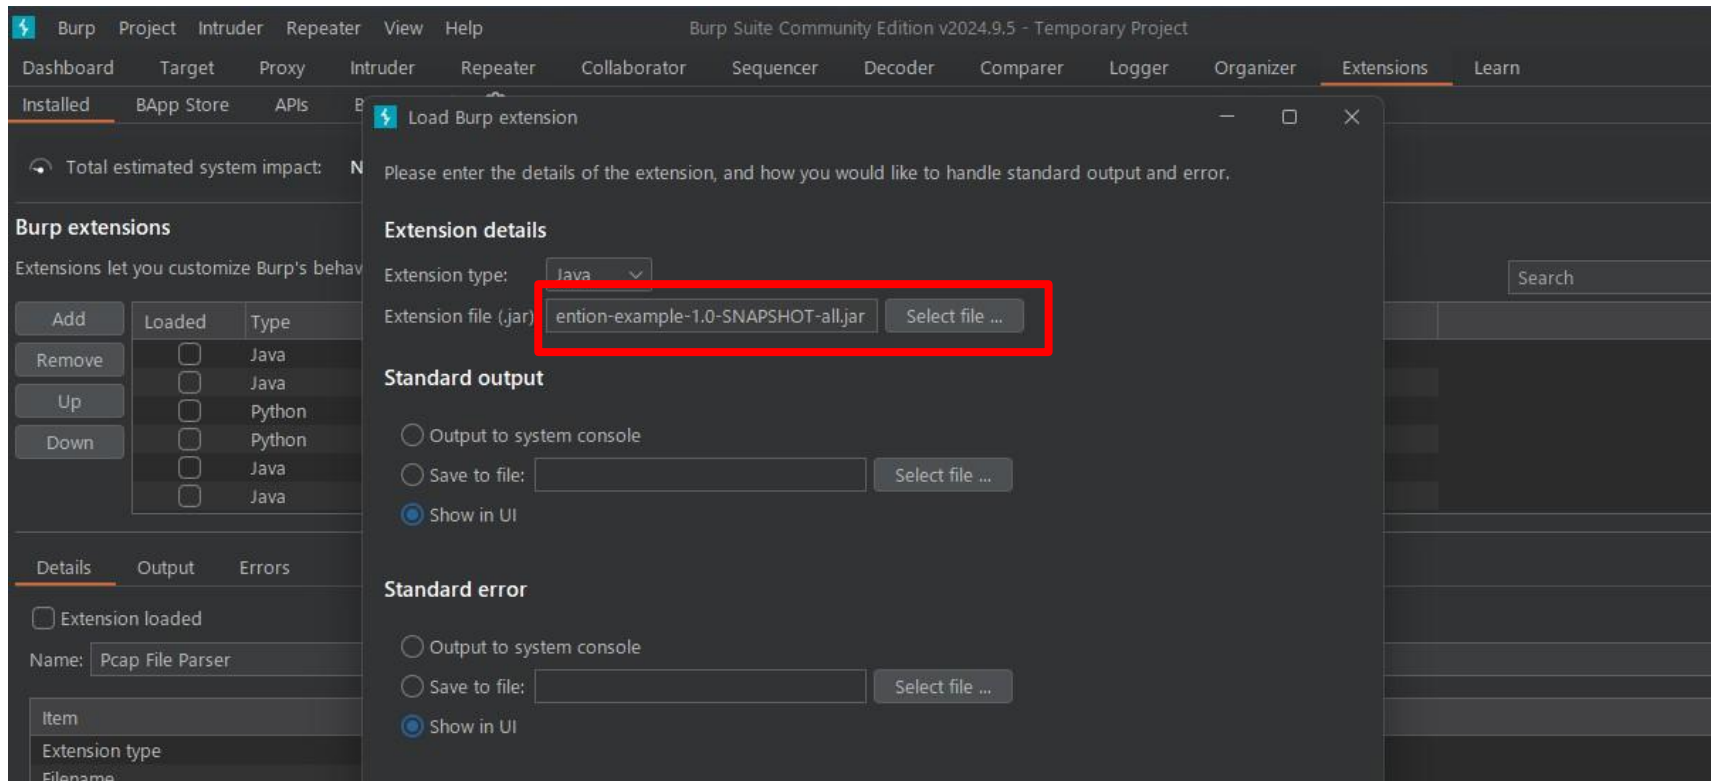 Burp Project Intruder Repeater View Help Burp Suite Community Edition v2024.9.5 - Temporary Project
Dashboard Target Proxy Intruder Repeater Collaborator Sequencer Decoder Comparer Logger Organizer Extensions Learn
Installed BApp Store APIs
Load Burp extension
Total estimated system impact: N
Please enter the details of the extension, and how you would like to handle standard output and error.
Burp extensions
Extension details
Extensions let you customize Burp's behav
Extension type: Java
Search
Extension file (.jar) ention-example-1.0-SNAPSHOT-all.jar Select file ...
Add
Loaded Type
Remove
Java
Java
Up
Python
Down
Python
Java
Java
Standard output
Output to system console
Save to file: Select file ...
Show in UI
Details Output Errors
Standard error
Extension loaded
Output to system console
Name: Pcap File Parser
Save to file: Select file ...
Item
Show in UI
Extension type
Filename